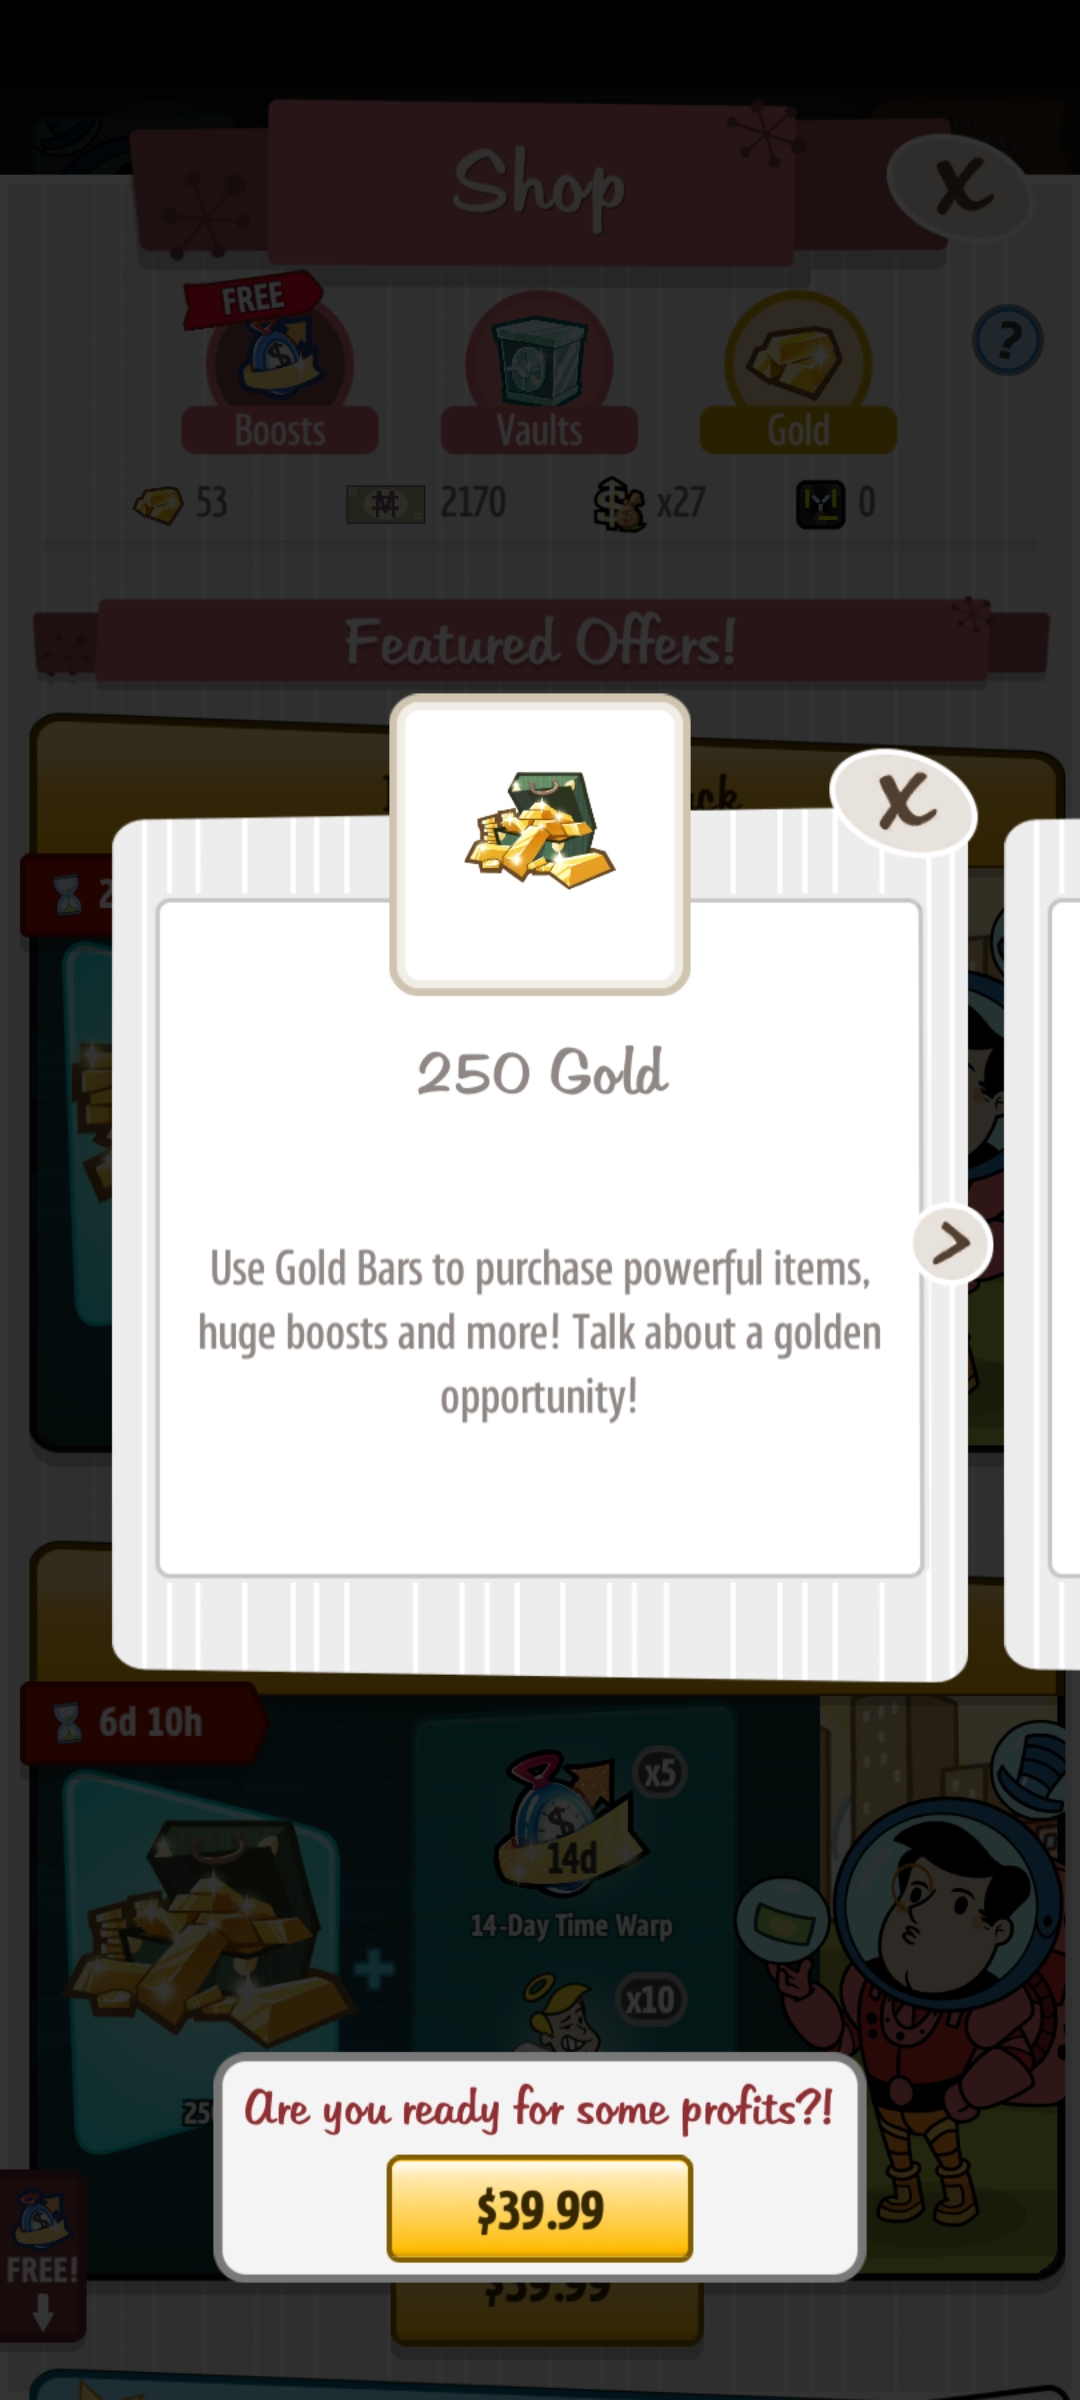 Shop
FREE
Boosts
Vaults
Gold
?
53
2170
x27
0
Featured Offers!
X
X
250 Gold
Use Gold Bars to purchase powerful items,
huge boosts and more! Talk about a golden
opportunity!
>
6d 10h
x5
14d
14-Day Time Warp
x10
+
Are you ready for some profits?!
$39.99
FREE!
$39.99